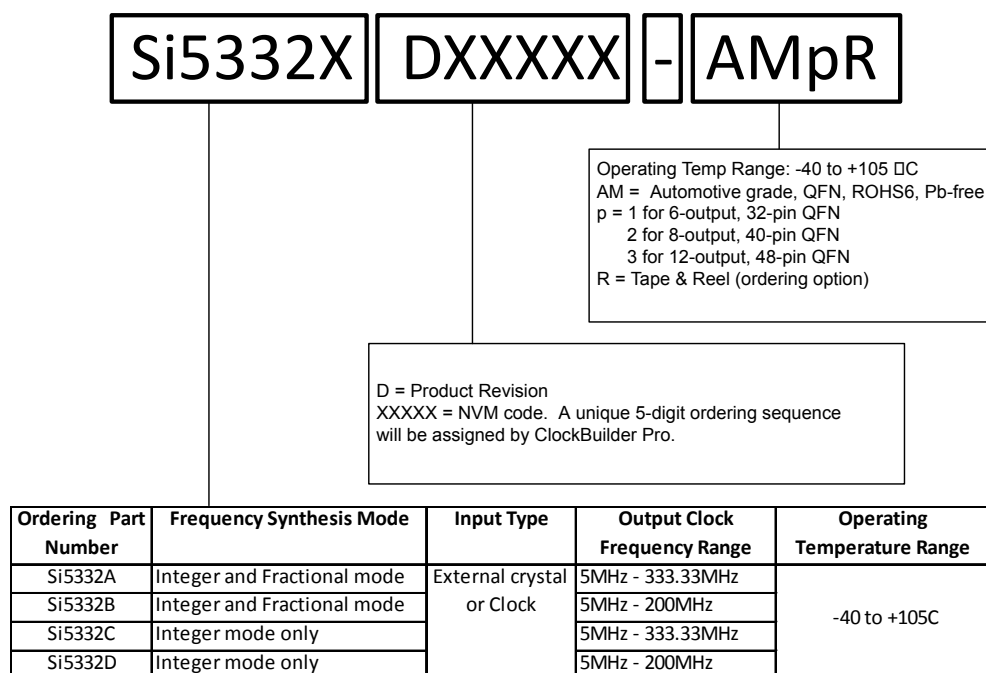 Si5332X DXXXXX - AMpR
Operating Temp Range: -40 to +105 □C
AM = Automotive grade, QFN, ROHS6, Pb-free
p = 1 for 6-output, 32-pin QFN
2 for 8-output, 40-pin QFN
3 for 12-output, 48-pin QFN
R = Tape & Reel (ordering option)
D = Product Revision
XXXXX = NVM code. A unique 5-digit ordering sequence
will be assigned by ClockBuilder Pro.
Ordering Part Number Frequency Synthesis Mode Input Type Output Clock Frequency Range Operating Temperature Range
Si5332A Integer and Fractional mode External crystal or Clock 5MHz - 333.33MHz -40 to +105C
Si5332B Integer and Fractional mode 5MHz - 200MHz
Si5332C Integer mode only 5MHz - 333.33MHz
Si5332D Integer mode only 5MHz - 200MHz